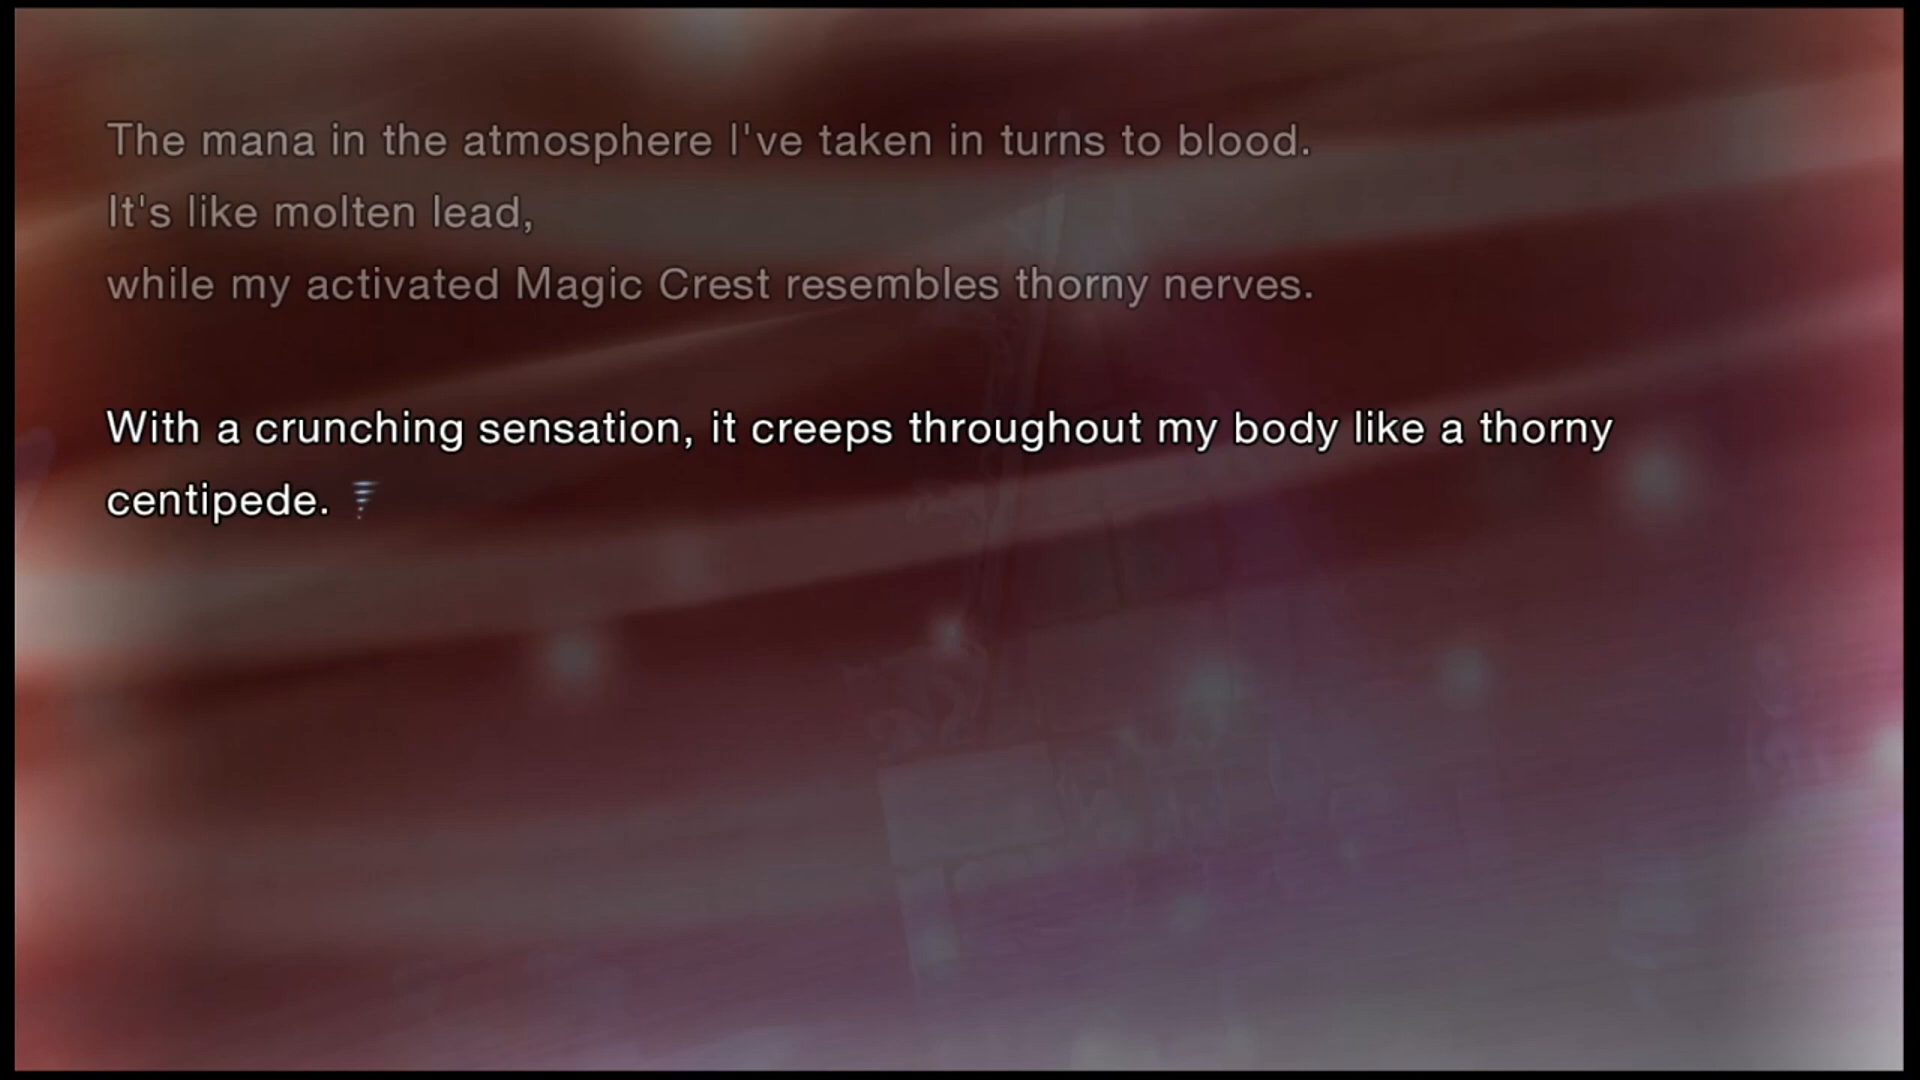 The mana in the atmosphere I've taken in turns to blood.
It's like molten lead,
while my activated Magic Crest resembles thorny nerves.
With a crunching sensation, it creeps throughout my body like a thorny
centipede.